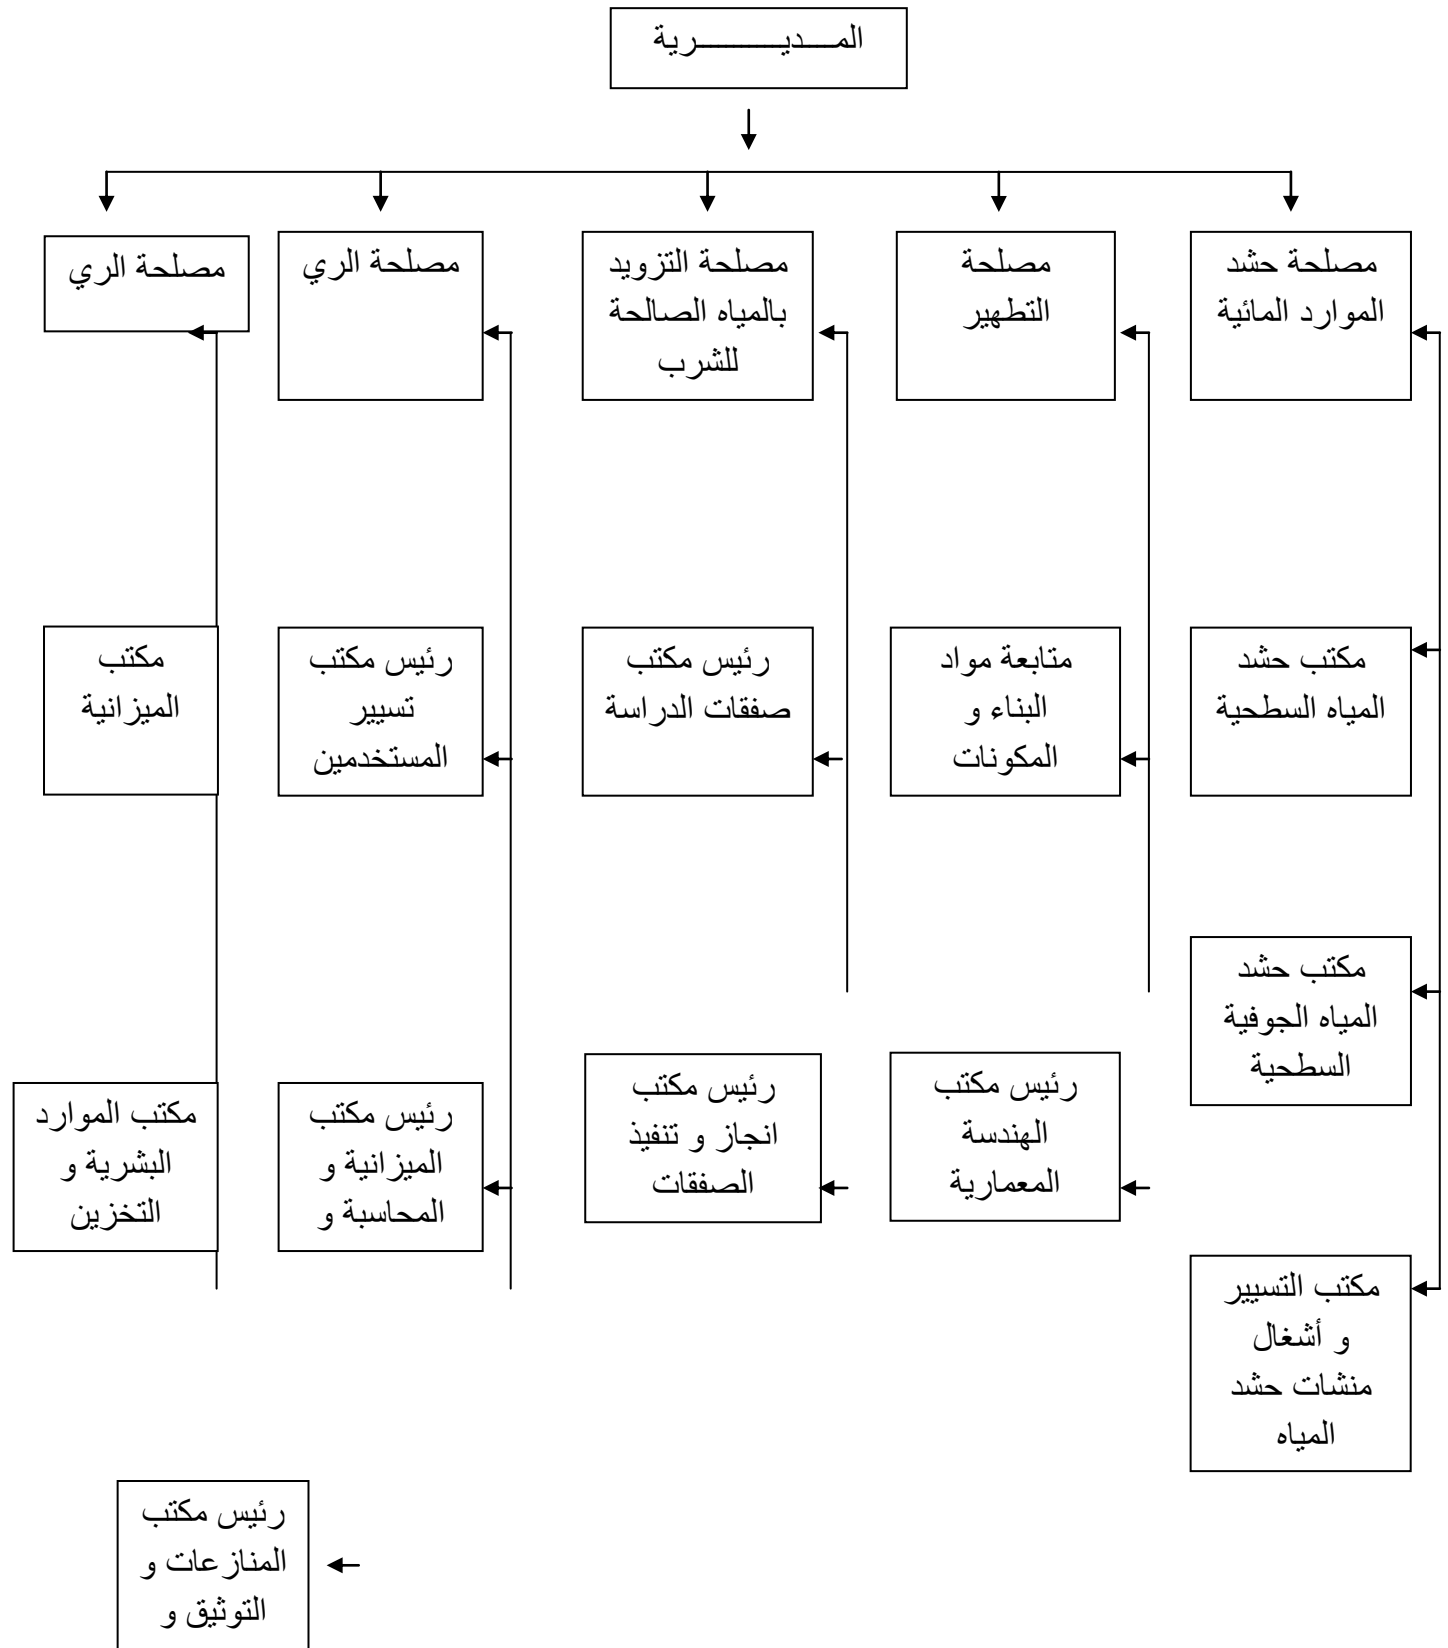 المــديــــــــرية
مصلحة حشد
الموارد المائية
مصلحة
التطهير
مصلحة التزويد
بالمياه الصالحة
للشرب
مصلحة الري
مصلحة الري
مكتب حشد
المياه السطحية
متابعة مواد
البناء و
المكونات
رئيس مكتب
صفقات الدراسة
رئيس مكتب
تسيير
المستخدمين
مكتب
الميزانية
مكتب حشد
المياه الجوفية
السطحية
رئيس مكتب
الهندسة
المعمارية
رئيس مكتب
انجاز و تنفيذ
الصفقات
رئيس مكتب
الميزانية و
المحاسبة و
مكتب الموارد
البشرية و
التخزين
مكتب التسيير
و أشغال
منشات حشد
المياه
رئيس مكتب
المنازعات و
التوثيق و